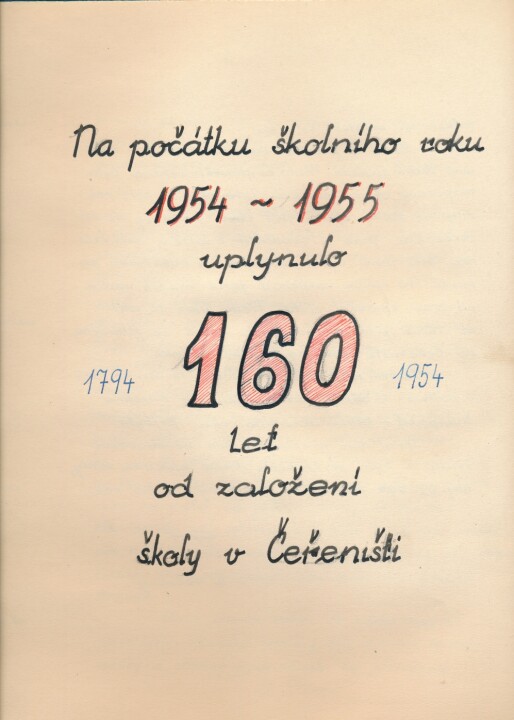 Na počátku školního roku
1954 ~ 1955
uplynulo
1794 160 1954
let
od založení
školy v Čeřeništi